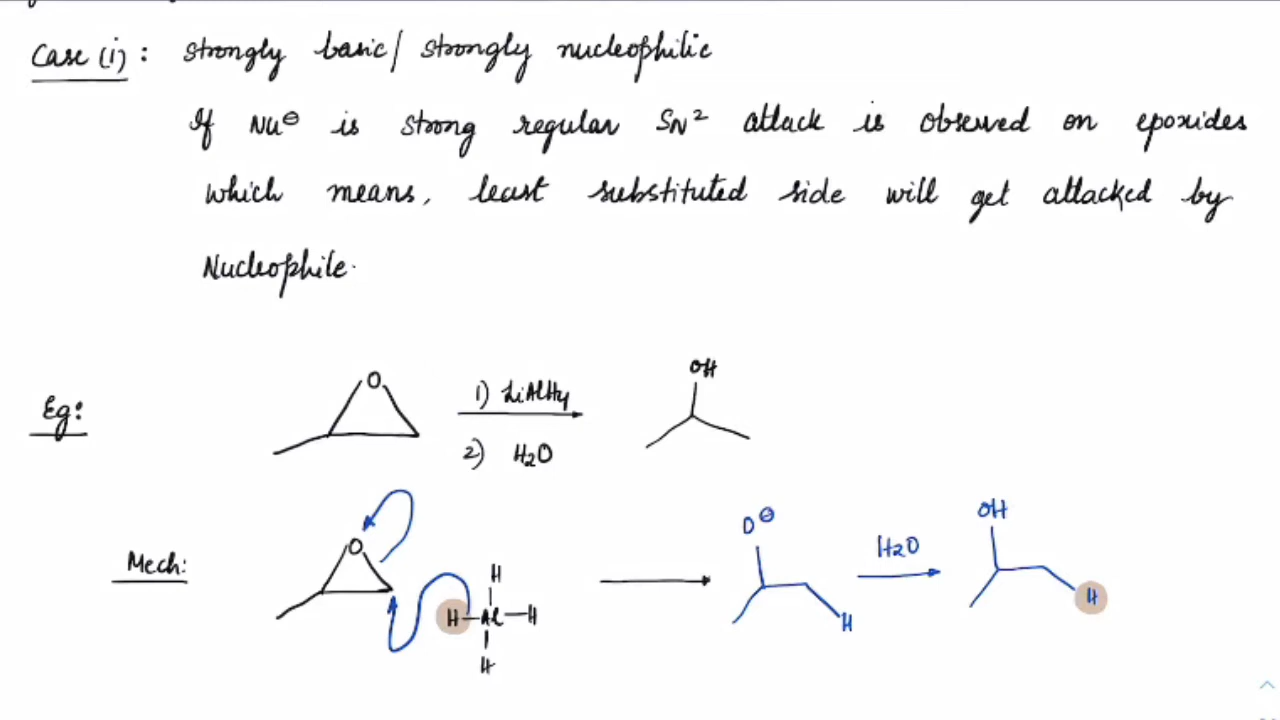 Case (i): strongly basic/ strongly nucleophilic
If Nu⊖ is strong regular SN² attack is observed on epoxides
which means, least substituted side will get attacked by
Nucleophile.
OH
O
Eg:
1) LiAlH4
2) H2O
O⊖
OH
Mech:
O
H2O
H
H-Al-H
H
H
H